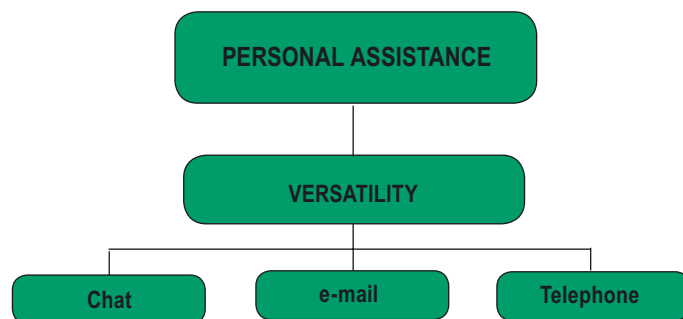 PERSONAL ASSISTANCE
VERSATILITY
Chat
e-mail
Telephone